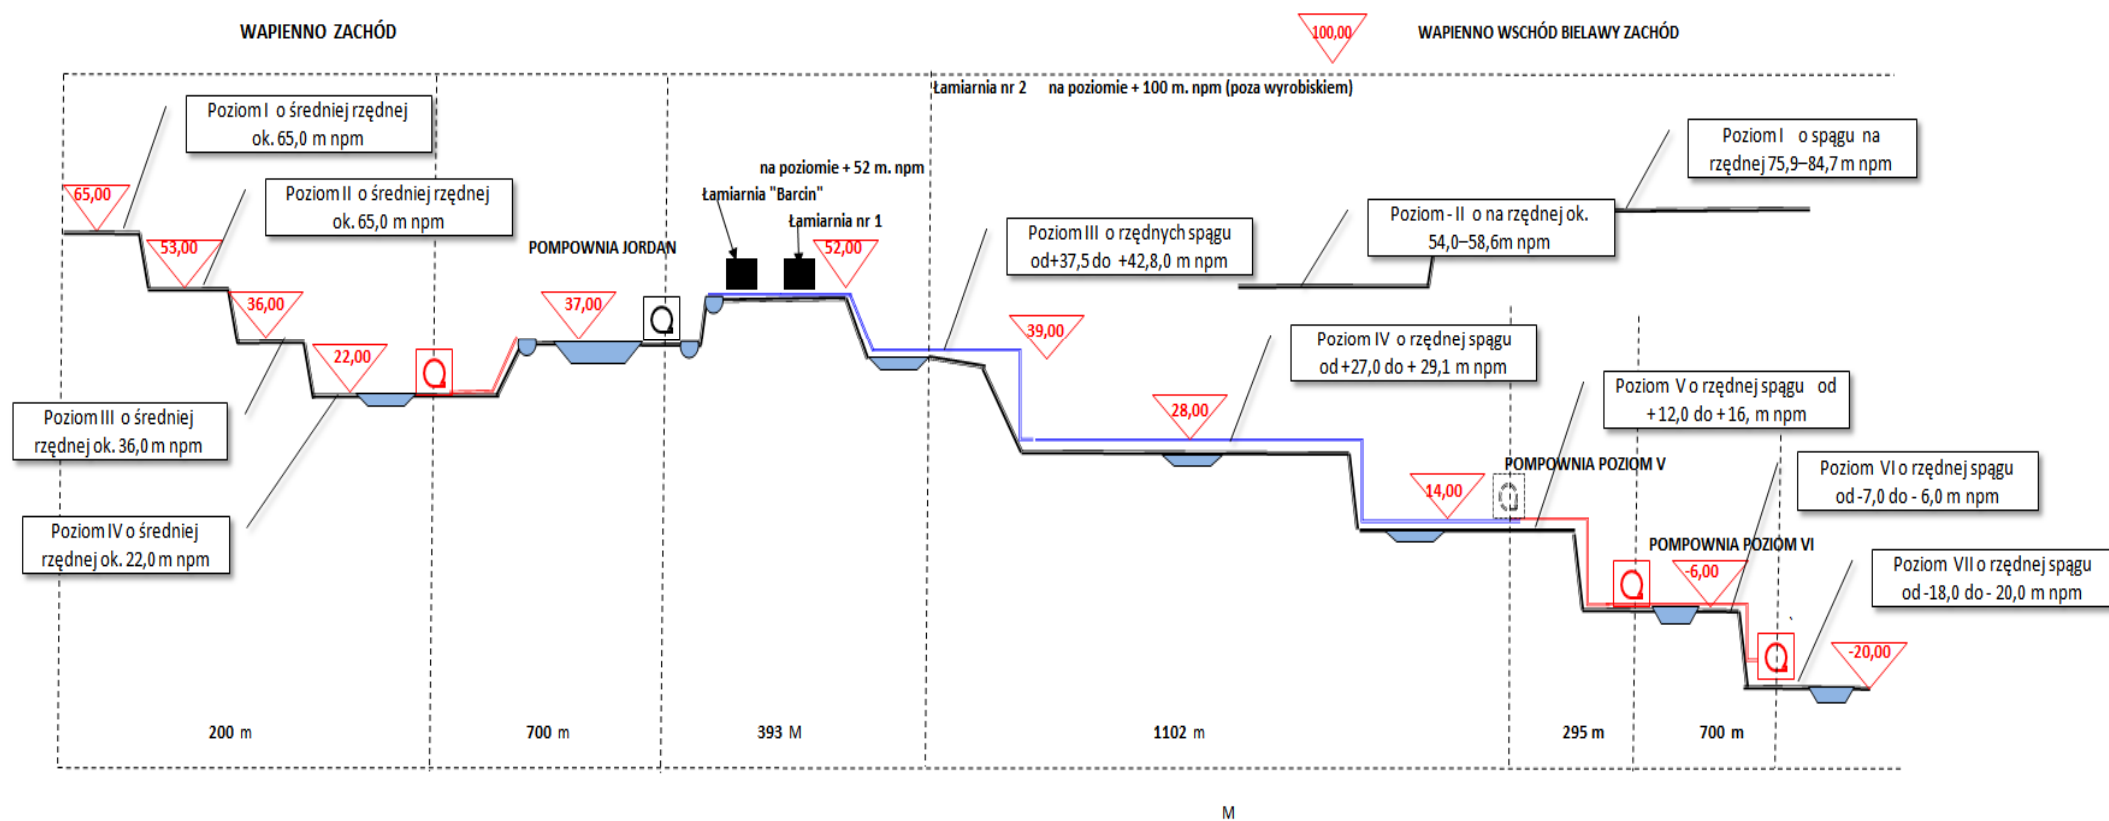 WAPIENNO ZACHÓD
100,00
WAPIENNO WSCHÓD BIELAWY ZACHÓD
Łamiarnia nr 2 na poziomie + 100 m. npm (poza wyrobiskiem)
Poziom I o średniej rzędnej
ok. 65,0 m npm
Poziom I o spągu na
rzędnej 75,9–84,7 m npm
na poziomie + 52 m. npm
Łamiarnia "Barcin"
Łamiarnia nr 1
65,00
Poziom II o średniej rzędnej
ok. 65,0 m npm
53,00
POMPOWNIA JORDAN
52,00
Poziom III o rzędnych spągu
od+37,5 do +42,8,0 m npm
Poziom - II o na rzędnej ok.
54,0–58,6m npm
36,00
37,00
39,00
22,00
Poziom IV o rzędnej spągu
od +27,0 do + 29,1 m npm
Poziom III o średniej
rzędnej ok. 36,0 m npm
28,00
Poziom V o rzędnej spągu od
+ 12,0 do + 16, m npm
POMPOWNIA POZIOM V
14,00
Poziom VI o rzędnej spągu
od -7,0 do - 6,0 m npm
Poziom IV o średniej
rzędnej ok. 22,0 m npm
POMPOWNIA POZIOM VI
-6,00
Poziom VII o rzędnej spągu
od -18,0 do - 20,0 m npm
-20,00
200 m
700 m
393 M
1102 m
295 m
700 m
M